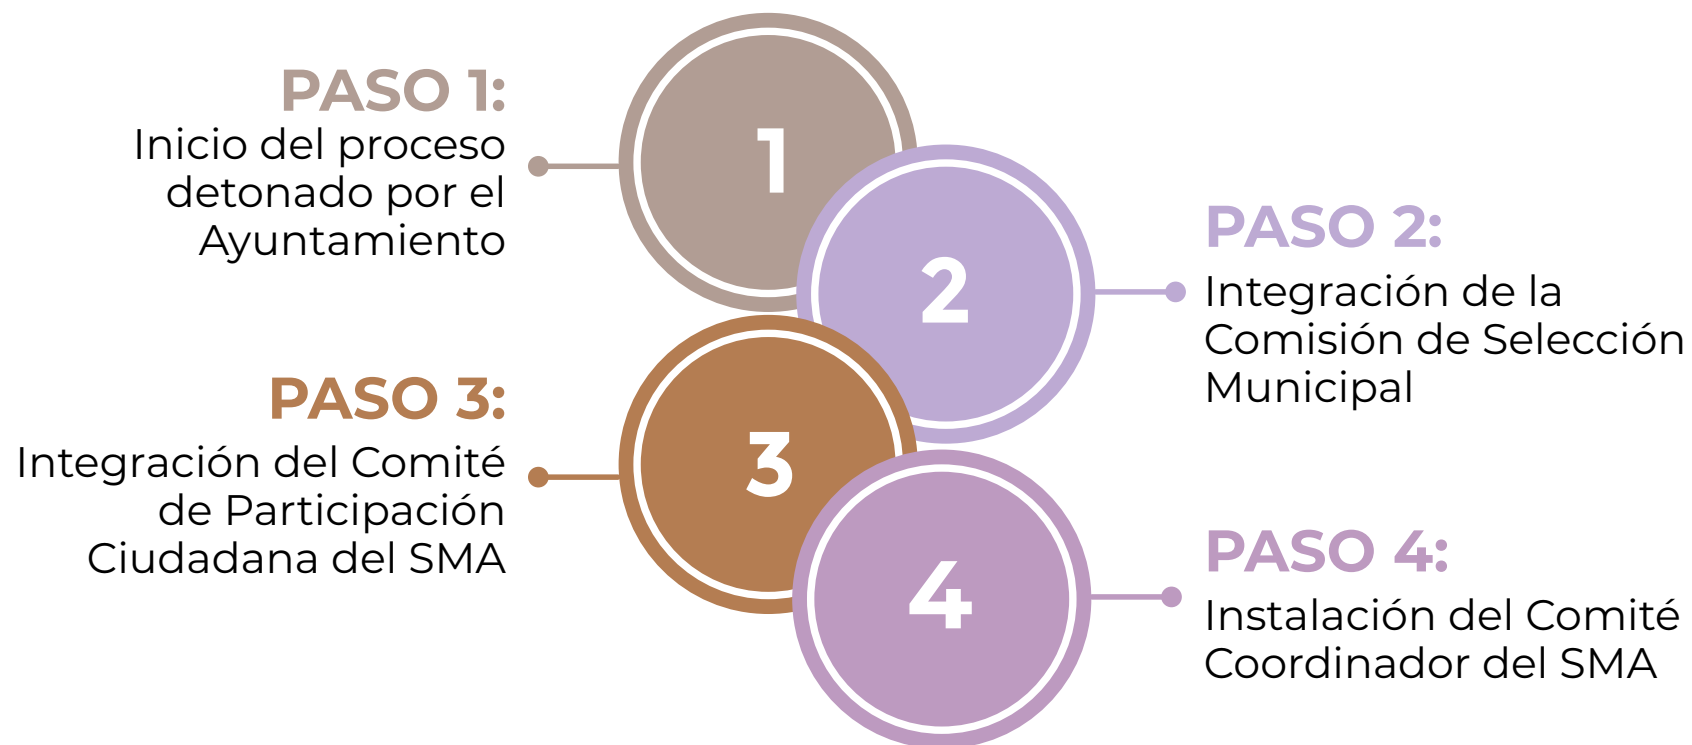 PASO 1:
Inicio del proceso
detonado por el
Ayuntamiento
1
PASO 2:
Integración de la
Comisión de Selección
Municipal
2
PASO 3:
Integración del Comité
de Participación
Ciudadana del SMA
3
PASO 4:
Instalación del Comité
Coordinador del SMA
4